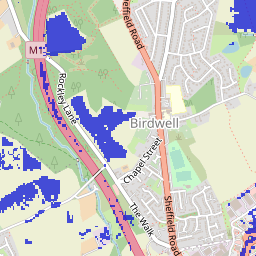 Sheffield Road
M1
Rockley Lane
Birdwell
Chapel Street
The Walk
Sheffield Road